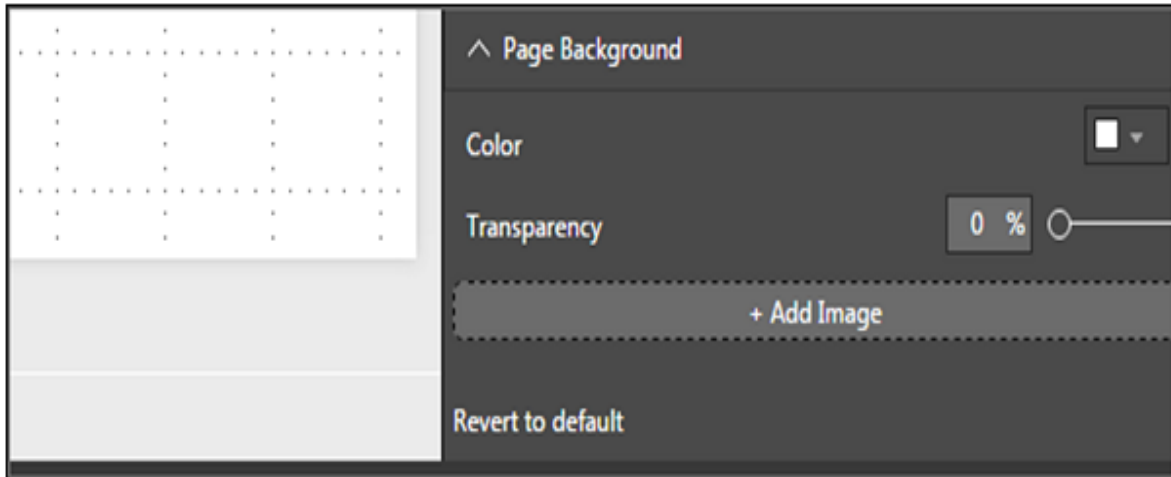 Page Background
Color
Transparency
0 %
+ Add Image
Revert to default